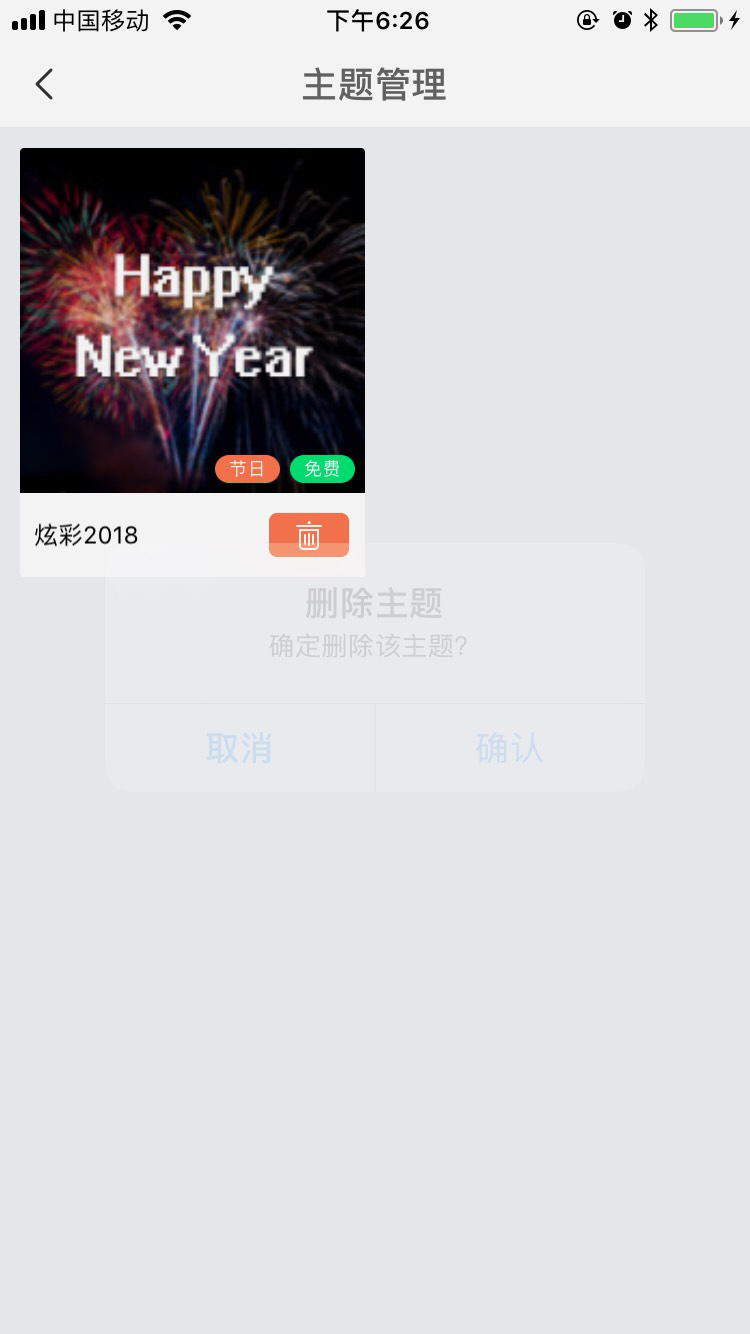 中国移动
下午6:26
主题管理
Happy
New Year
节日
免费
炫彩2018
删除主题
确定删除该主题?
取消
确认